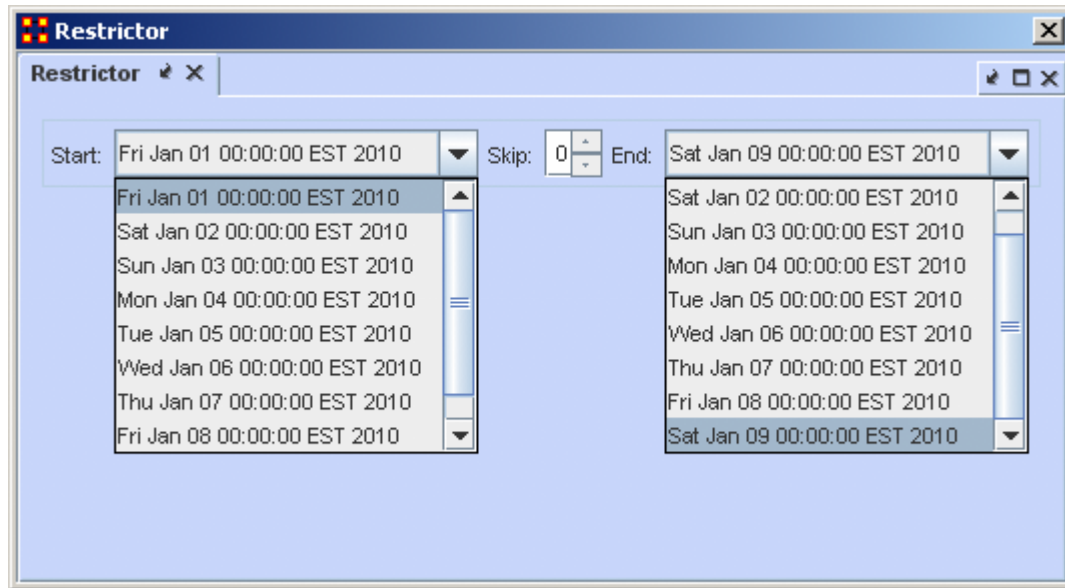 Restrictor
Restrictor
Start: Fri Jan 01 00:00:00 EST 2010 Skip: 0 End: Sat Jan 09 00:00:00 EST 2010
Fri Jan 01 00:00:00 EST 2010
Sat Jan 02 00:00:00 EST 2010
Sun Jan 03 00:00:00 EST 2010
Mon Jan 04 00:00:00 EST 2010
Tue Jan 05 00:00:00 EST 2010
Wed Jan 06 00:00:00 EST 2010
Thu Jan 07 00:00:00 EST 2010
Fri Jan 08 00:00:00 EST 2010
Sat Jan 02 00:00:00 EST 2010
Sun Jan 03 00:00:00 EST 2010
Mon Jan 04 00:00:00 EST 2010
Tue Jan 05 00:00:00 EST 2010
Wed Jan 06 00:00:00 EST 2010
Thu Jan 07 00:00:00 EST 2010
Fri Jan 08 00:00:00 EST 2010
Sat Jan 09 00:00:00 EST 2010